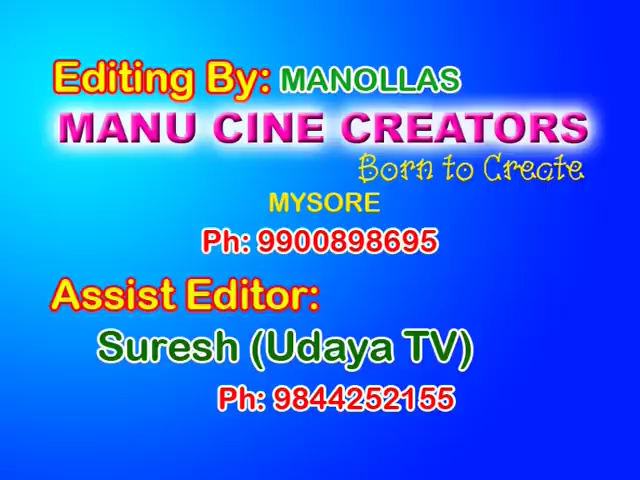 Editing By: MANOLLAS
MANU CINE CREATORS
Born to Create
MYSORE
Ph: 9900898695
Assist Editor:
Suresh (Udaya TV)
Ph: 9844252155